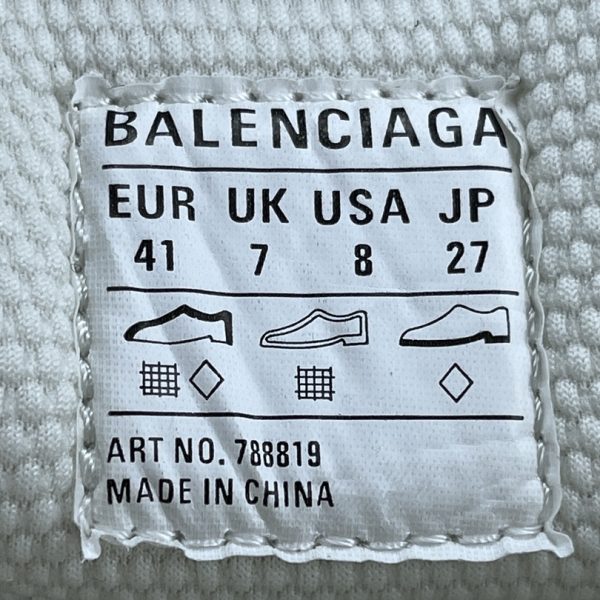 BALENCIAGA
EUR UK USA JP
41 7 8 27
ART NO. 788819
MADE IN CHINA